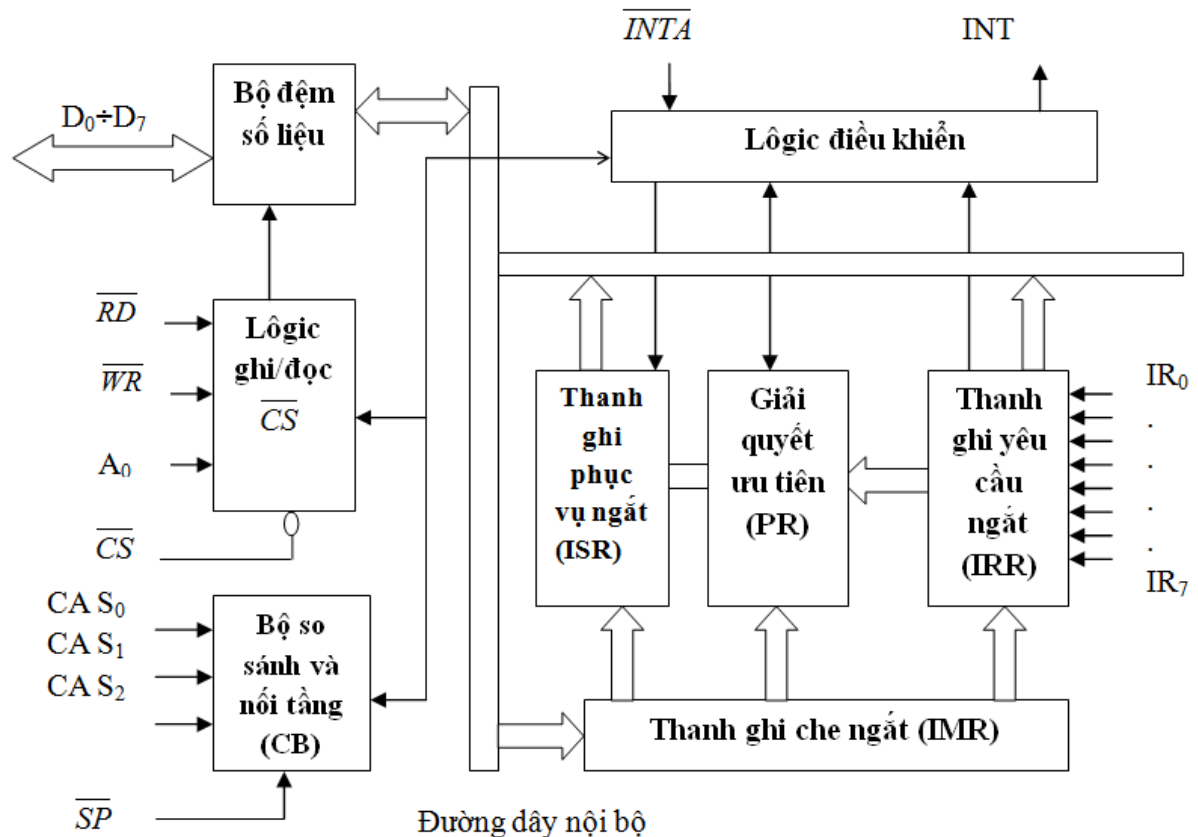 INTA
INT
D0÷D7
Bộ đệm
số liệu
Lôgic điều khiển
RD
WR
A0
CS
Lôgic
ghi/đọc
CS
Thanh
ghi
phục
vụ ngắt
(ISR)
Giải
quyết
ưu tiên
(PR)
Thanh
ghi yêu
cầu
ngắt
(IRR)
IR0
.
.
.
.
IR7
CA S0
CA S1
CA S2
Bộ so
sánh và
nối tầng
(CB)
SP
Thanh ghi che ngắt (IMR)
Đường dây nội bộ